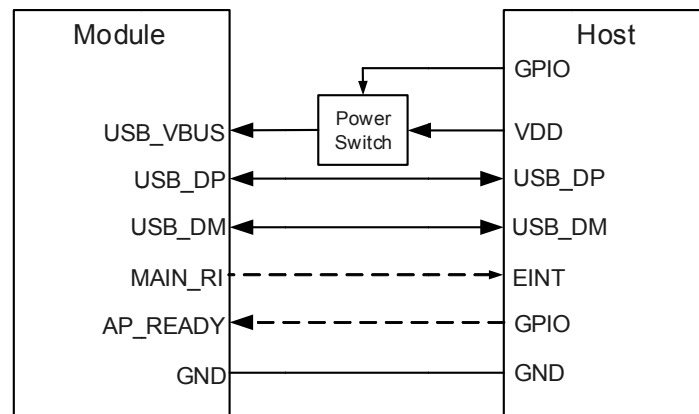 Module
Host
GPIO
Power
Switch
USB_VBUS
VDD
USB_DP
USB_DP
USB_DM
USB_DM
MAIN_RI
EINT
AP_READY
GPIO
GND
GND